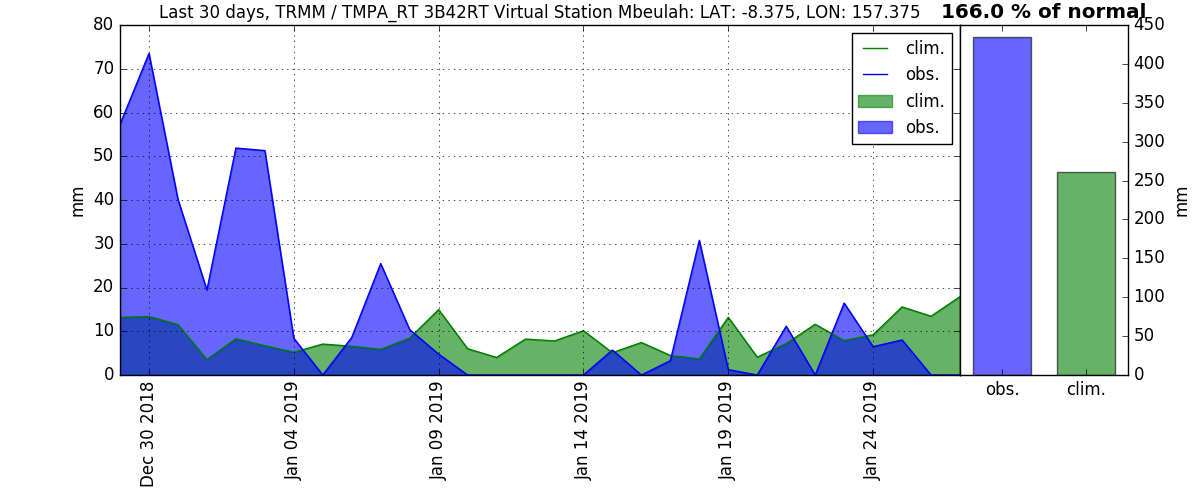 Last 30 days, TRMM / TMPA_RT 3B42RT Virtual Station Mbeulah: LAT: -8.375, LON: 157.375
166.0 % of normal
80
70
60
50
40
30
20
10
0
mm
clim.
obs.
clim.
obs.
Dec 30 2018
Jan 04 2019
Jan 09 2019
Jan 14 2019
Jan 19 2019
Jan 24 2019
450
400
350
300
250
200
150
100
50
0
mm
obs.
clim.